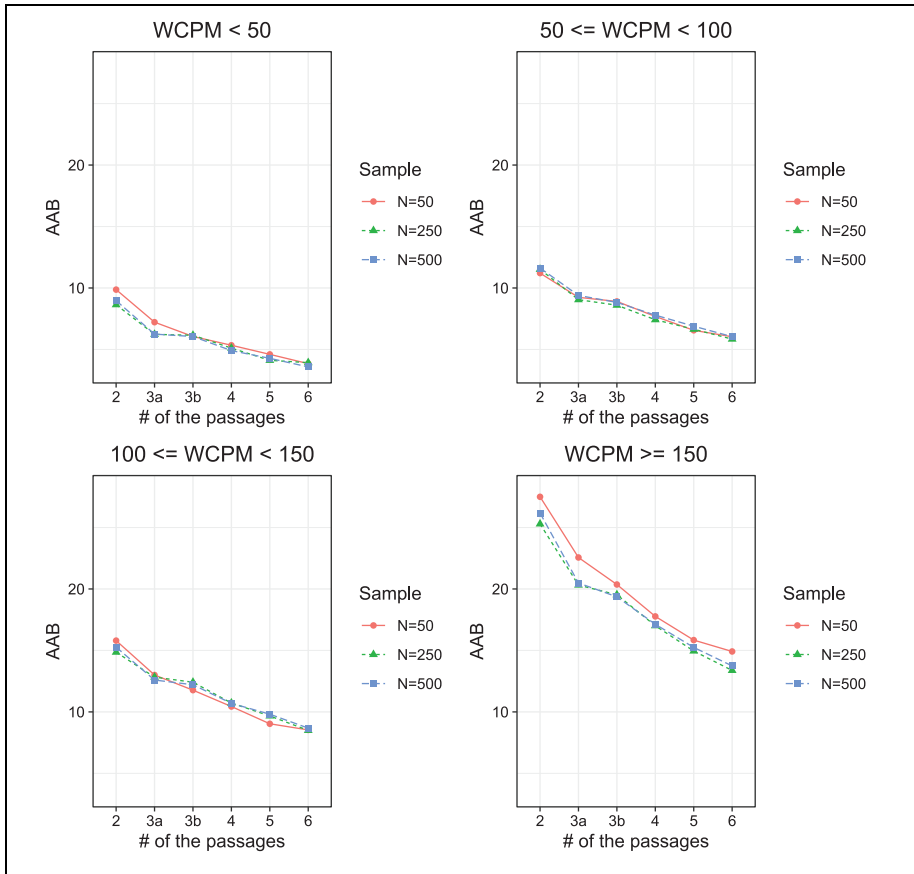 WCPM < 50
20
10
AAB
2 3a 3b 4 5 6
# of the passages
Sample
N=50
N=250
N=500
50 <= WCPM < 100
20
10
AAB
2 3a 3b 4 5 6
# of the passages
Sample
N=50
N=250
N=500
100 <= WCPM < 150
20
10
AAB
2 3a 3b 4 5 6
# of the passages
Sample
N=50
N=250
N=500
WCPM >= 150
20
10
AAB
2 3a 3b 4 5 6
# of the passages
Sample
N=50
N=250
N=500